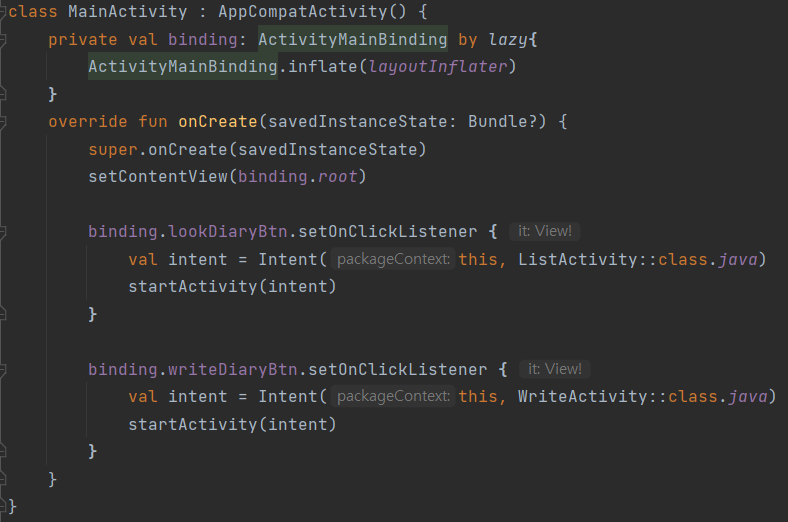 class MainActivity : AppCompatActivity() {
    private val binding: ActivityMainBinding by lazy{
        ActivityMainBinding.inflate(layoutInflater)
    }
    override fun onCreate(savedInstanceState: Bundle?) {
        super.onCreate(savedInstanceState)
        setContentView(binding.root)

        binding.lookDiaryBtn.setOnClickListener { it: View!
            val intent = Intent( packageContext: this, ListActivity::class.java)
            startActivity(intent)
        }

        binding.writeDiaryBtn.setOnClickListener { it: View!
            val intent = Intent( packageContext: this, WriteActivity::class.java)
            startActivity(intent)
        }
    }
}